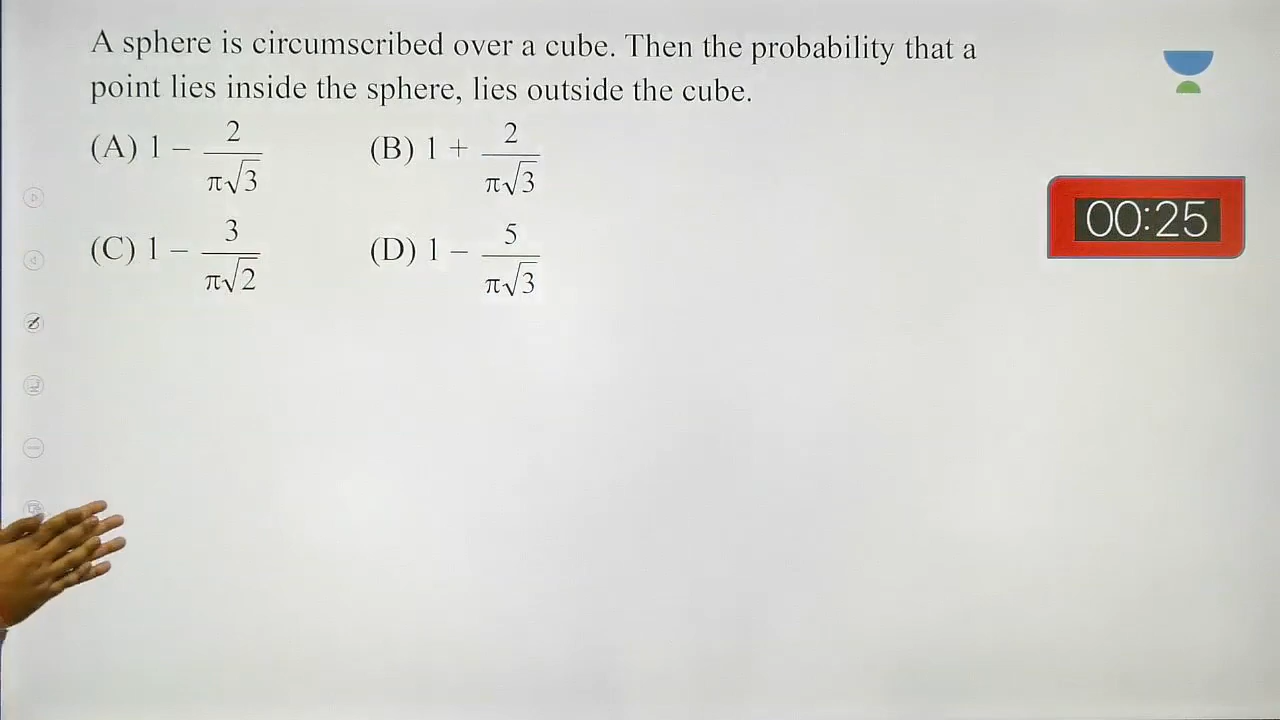 A sphere is circumscribed over a cube. Then the probability that a
point lies inside the sphere, lies outside the cube.
(A) 1 − 2/(π√3) (B) 1 + 2/(π√3)
(C) 1 − 3/(π√2) (D) 1 − 5/(π√3)
00:25